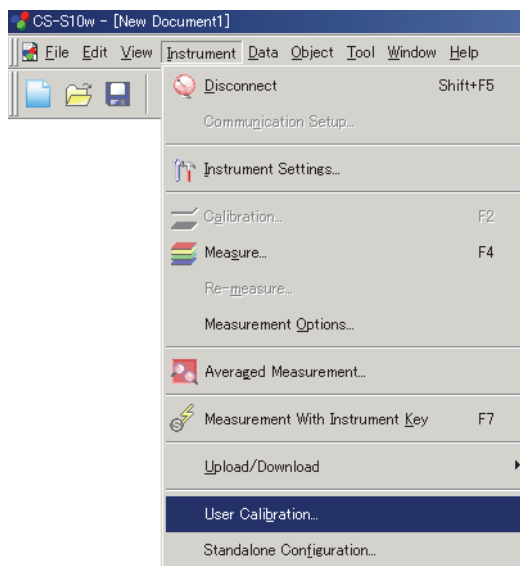 CS-S10w - [New Document1]
File Edit View Instrument Data Object Tool Window Help
Disconnect Shift+F5
Communication Setup...
Instrument Settings...
Calibration... F2
Measure... F4
Re-measure...
Measurement Options...
Averaged Measurement...
Measurement With Instrument Key F7
Upload/Download
User Calibration...
Standalone Configuration...